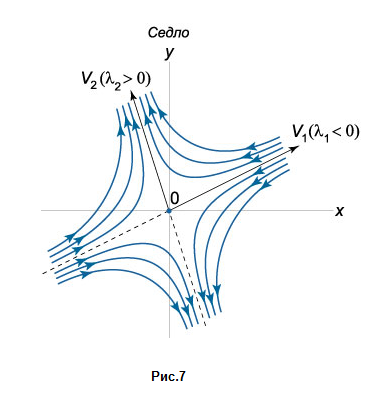 Седло
y
V₂(λ₂>0)
V₁(λ₁<0)
0
x
Рис.7